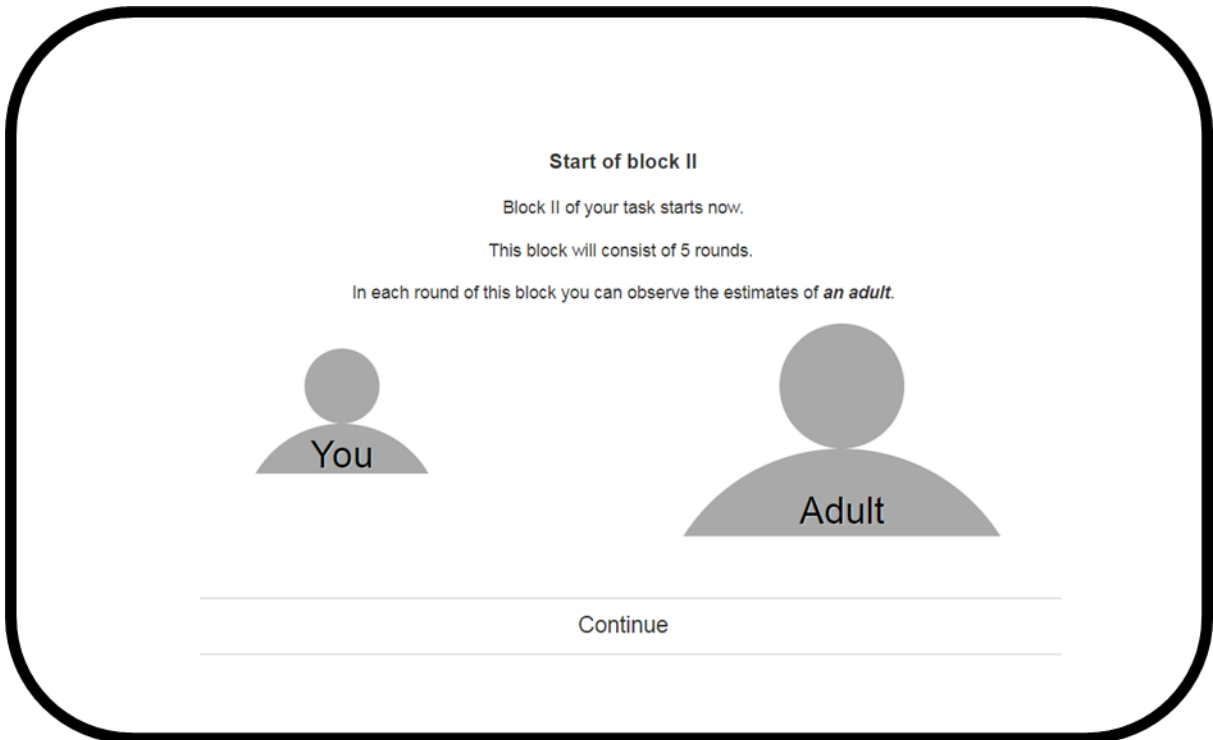 Start of block II
Block II of your task starts now.
This block will consist of 5 rounds.
In each round of this block you can observe the estimates of an adult.
You
Adult
Continue